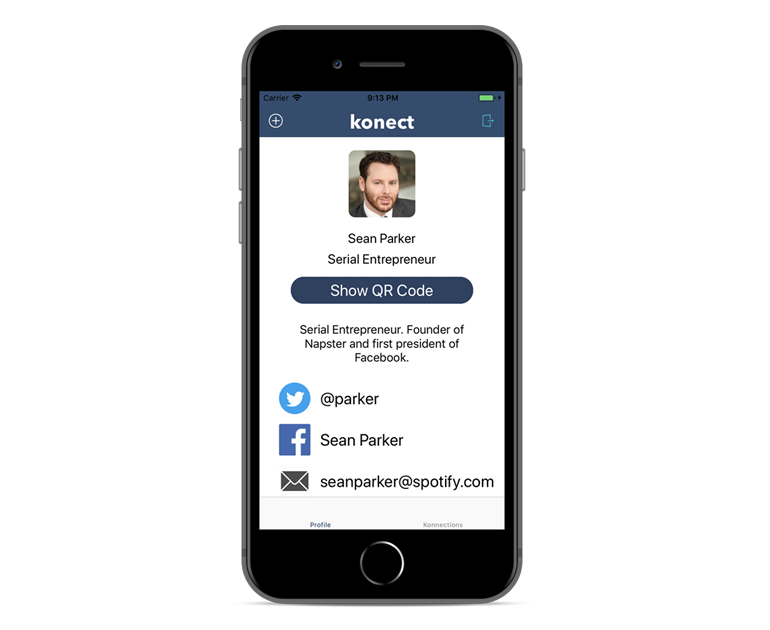 Carrier 9:13 PM
konect
Sean Parker
Serial Entrepreneur
Show QR Code
Serial Entrepreneur. Founder of
Napster and first president of
Facebook.
@parker
Sean Parker
seanparker@spotify.com
Profile Konnections